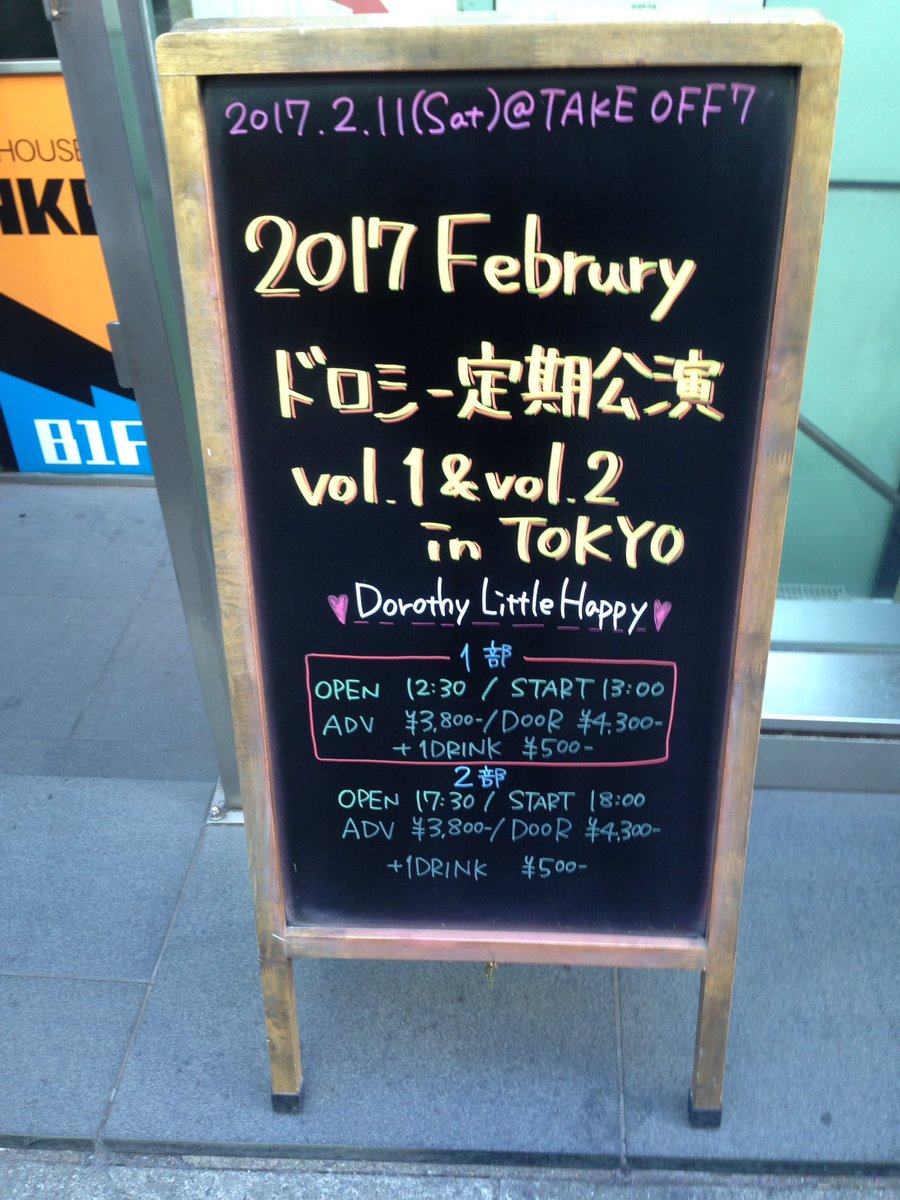 2017.2.11(Sat)@TAKE OFF7
2017 Februry
ドロシー定期公演
vol.1 & vol.2
in TOKYO
Dorothy Little Happy
1部
OPEN 12:30 / START 13:00
ADV ¥3,800-/DOOR ¥4,300-
+1DRINK ¥500-
2部
OPEN 17:30 / START 18:00
ADV ¥3,800-/DOOR ¥4,300-
+1DRINK ¥500-
HOUSE
AKE
B1F